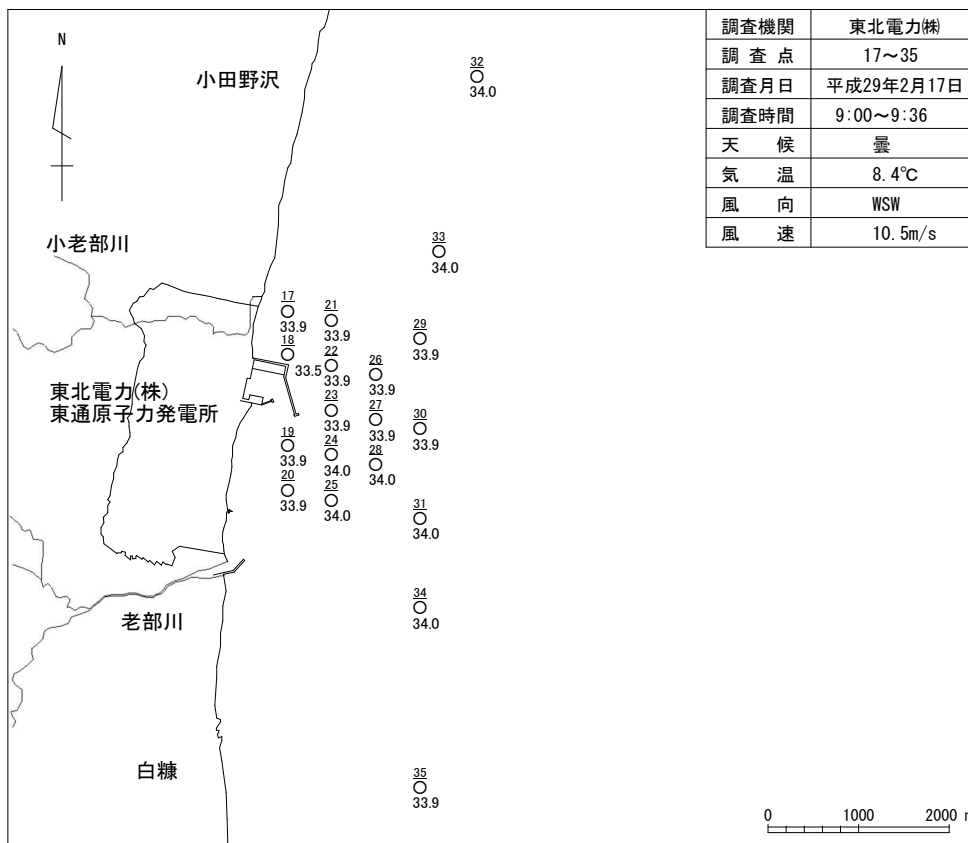 調査機関 東北電力㈱
調査点 17～35
調査月日 平成29年2月17日
調査時間 9:00～9:36
天候 曇
気温 8.4℃
風向 WSW
風速 10.5m/s
N
小田野沢
32
34.0
小老部川
33
34.0
17
33.9
21
33.9
18
33.5
29
33.9
22
33.9
26
33.9
東北電力(株)
東通原子力発電所
23
33.9
27
33.9
30
33.9
19
33.9
24
34.0
28
34.0
20
33.9
25
34.0
31
34.0
34
34.0
老部川
白糠
35
33.9
0 1000 2000 m